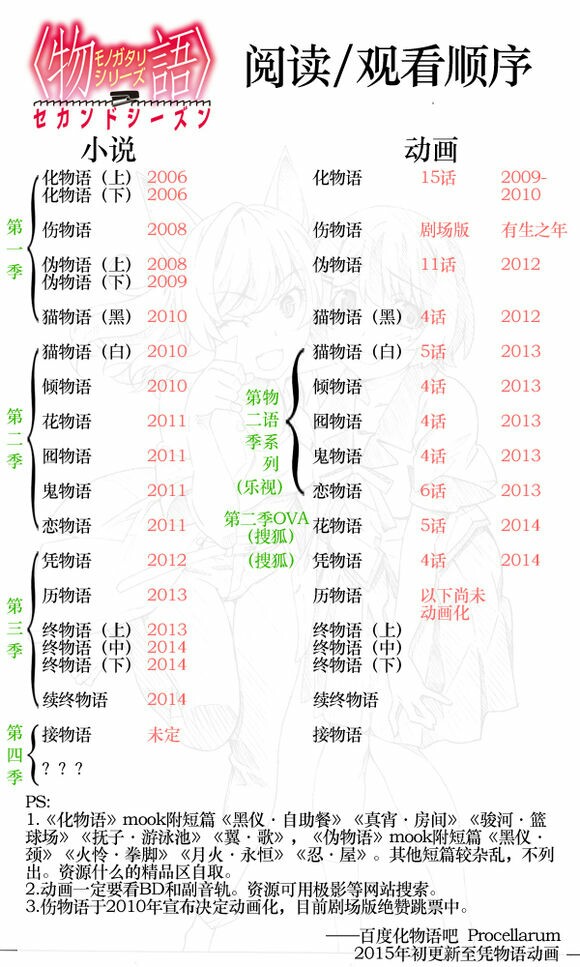 〈物語〉
モノガタリ
シリーズ
セカンドシーズン
阅读/观看顺序
小说
动画
第一季
化物语（上） 2006
化物语（下） 2006
伤物语 2008
伪物语（上） 2008
伪物语（下） 2009
猫物语（黑） 2010
第二季
猫物语（白） 2010
倾物语 2010
花物语 2011
囮物语 2011
鬼物语 2011
恋物语 2011
第三季
凭物语 2012
历物语 2013
终物语（上） 2013
终物语（中） 2014
终物语（下） 2014
续终物语 2014
第四季
接物语 未定
？？？
化物语 15话 2009-
2010
伤物语 剧场版 有生之年
伪物语 11话 2012
猫物语（黑） 4话 2012
物语系列
第二季
(乐视)
猫物语（白） 5话 2013
倾物语 4话 2013
囮物语 4话 2013
鬼物语 4话 2013
恋物语 6话 2013
第二季OVA
(搜狐)
花物语 5话 2014
(搜狐)
凭物语 4话 2014
历物语 以下尚未
动画化
终物语（上）
终物语（中）
终物语（下）
续终物语
接物语
PS:
1.《化物语》mook附短篇《黑仪·自助餐》《真宵·房间》《骏河·篮
球场》《抚子·游泳池》《翼·歌》，《伪物语》mook附短篇《黑仪·
颈》《火怜·拳脚》《月火·永恒》《忍·屋》。其他短篇较杂乱，不列
出。资源什么的精品区自取。
2.动画一定要看BD和副音轨。资源可用极影等网站搜索。
3.伤物语于2010年宣布决定动画化，目前剧场版绝赞跳票中。
——百度化物语吧 Procellarum
2015年初更新至凭物语动画